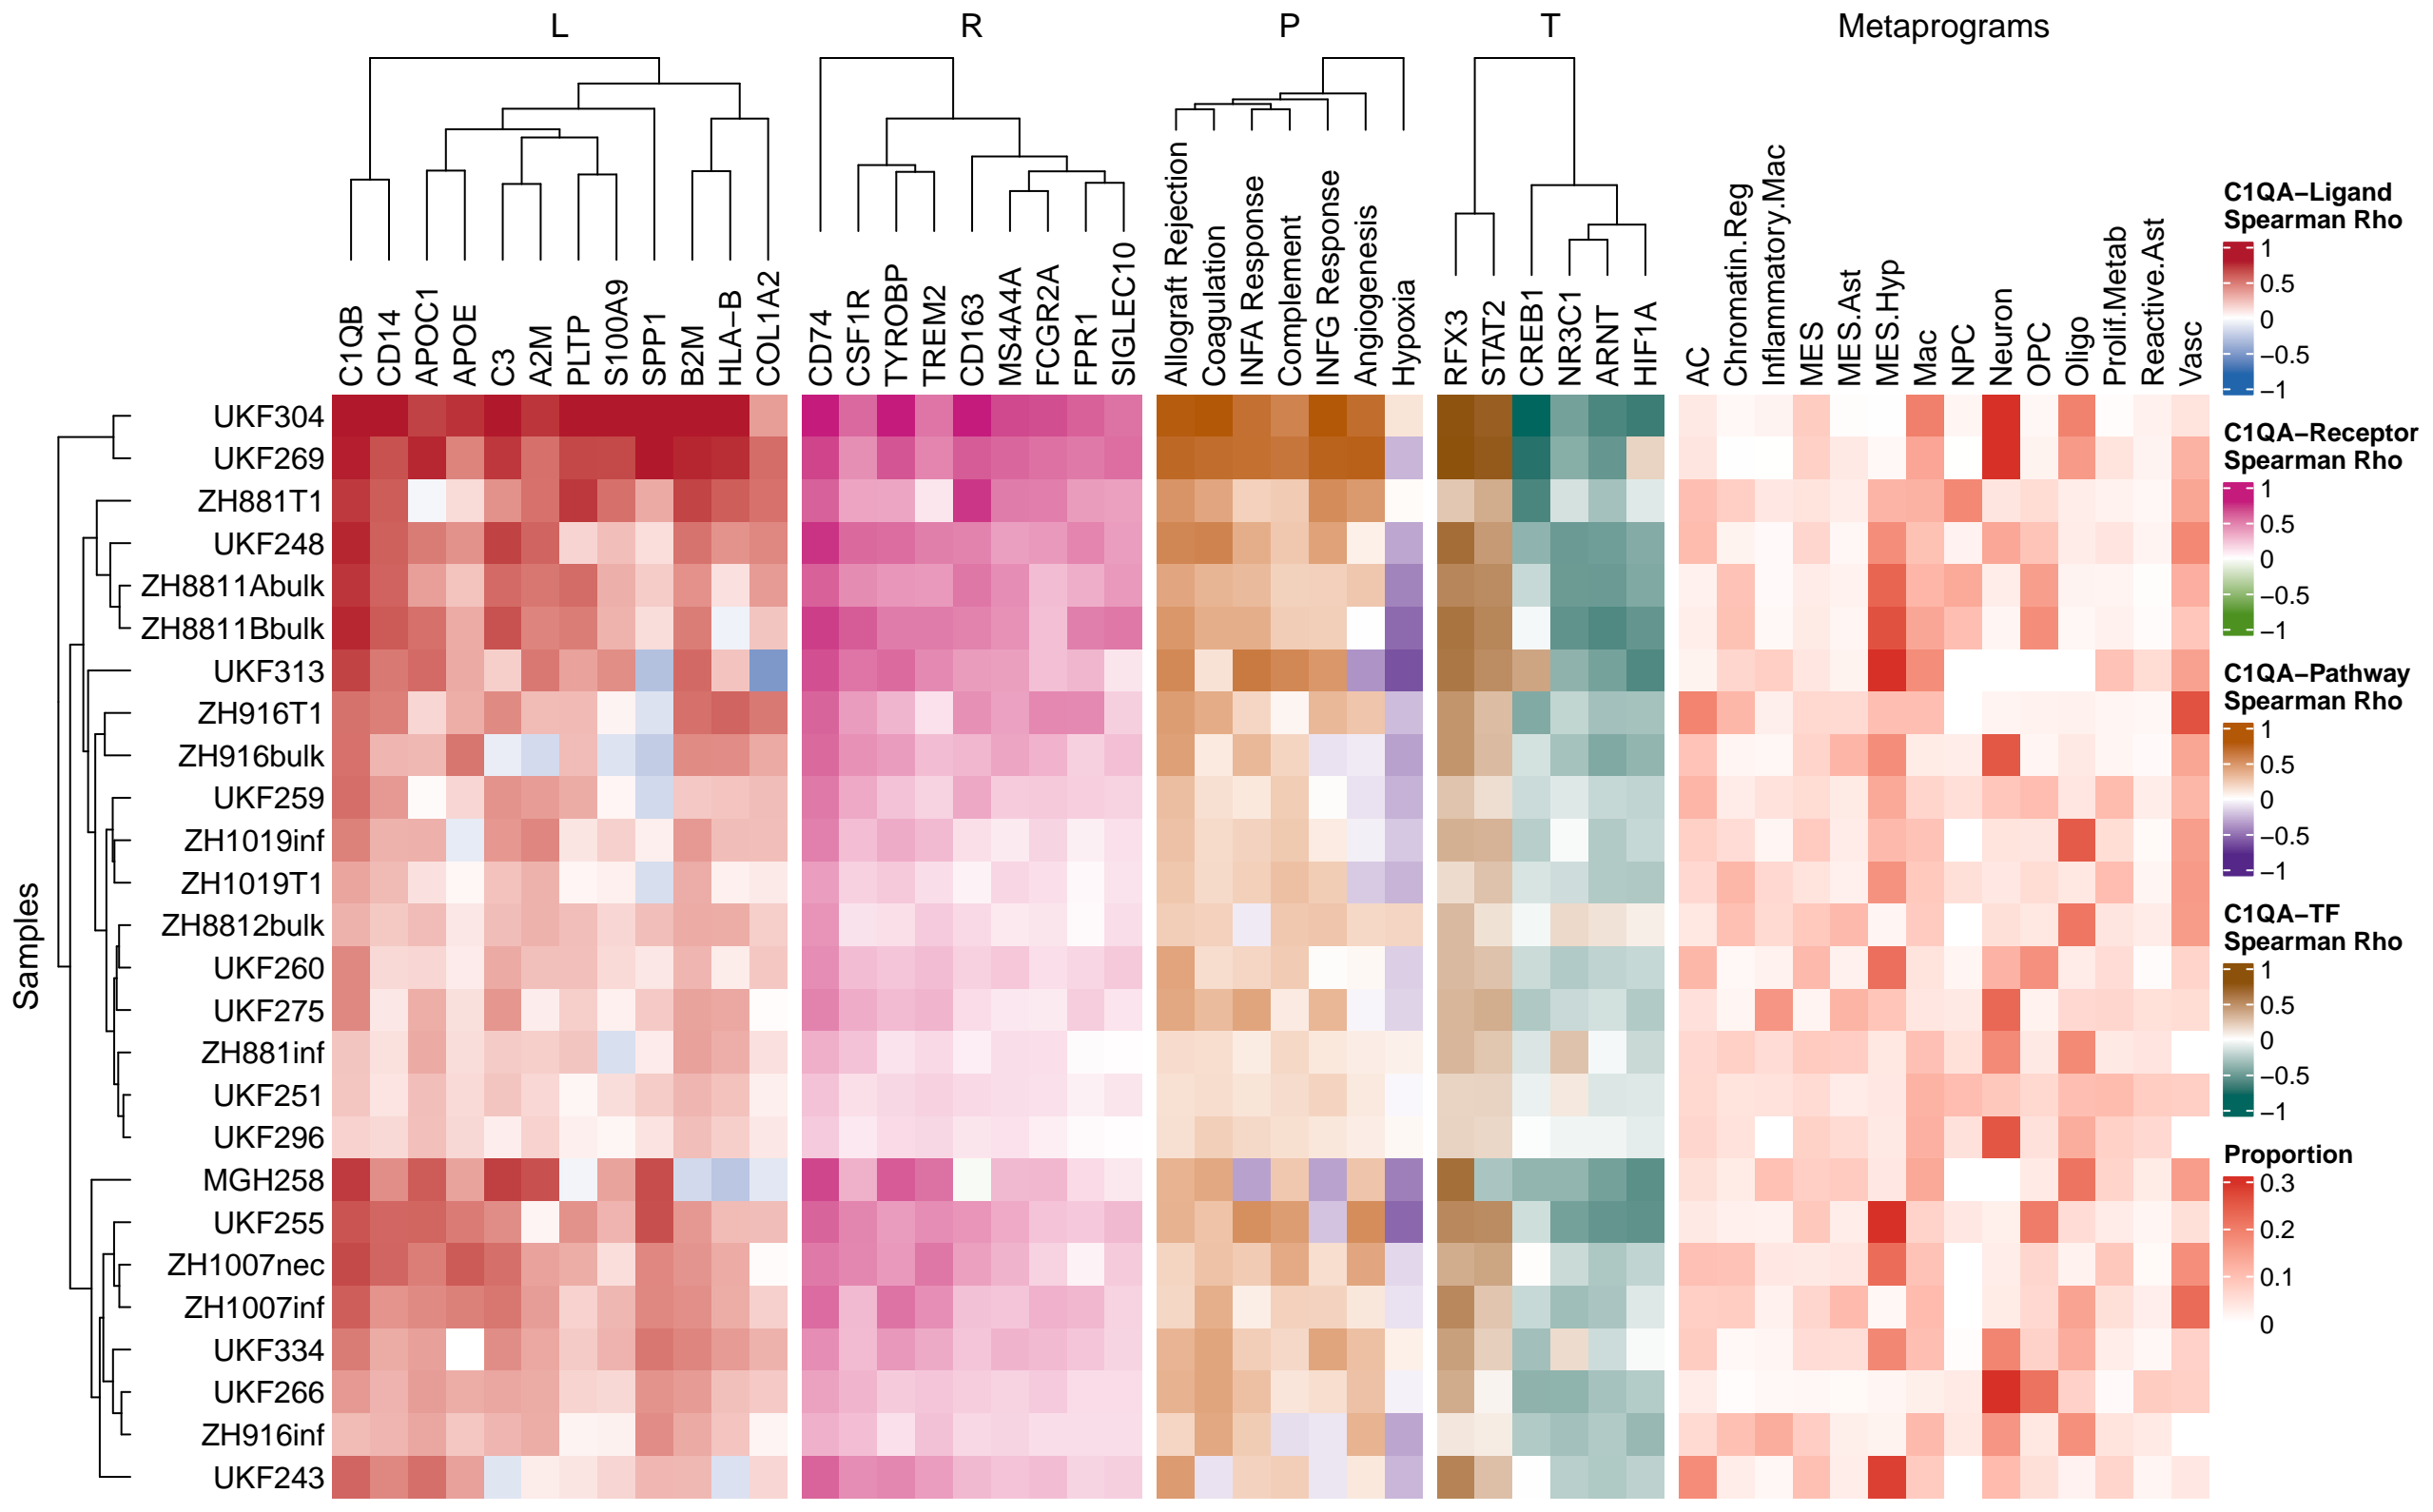 L R P T Metaprograms
C1QB CD14 APOC1 APOE C3 A2M PLTP S100A9 SPP1 B2M HLA−B COL1A2
CD74 CSF1R TYROBP TREM2 CD163 MS4A4A FCGR2A FPR1 SIGLEC10
Allograft Rejection
Coagulation
INFA Response
Complement
INFG Response
Angiogenesis
Hypoxia
RFX3 STAT2 CREB1 NR3C1 ARNT HIF1A
AC Chromatin.Reg Inflammatory.Mac MES MES.Ast MES.Hyp Mac NPC Neuron OPC Oligo Prolif.Metab Reactive.Ast Vasc
Samples
UKF304
UKF269
ZH881T1
UKF248
ZH8811Abulk
ZH8811Bbulk
UKF313
ZH916T1
ZH916bulk
UKF259
ZH1019inf
ZH1019T1
ZH8812bulk
UKF260
UKF275
ZH881inf
UKF251
UKF296
MGH258
UKF255
ZH1007nec
ZH1007inf
UKF334
UKF266
ZH916inf
UKF243
C1QA−Ligand
Spearman Rho
1
0.5
0
−0.5
−1
C1QA−Receptor
Spearman Rho
1
0.5
0
−0.5
−1
C1QA−Pathway
Spearman Rho
1
0.5
0
−0.5
−1
C1QA−TF
Spearman Rho
1
0.5
0
−0.5
−1
Proportion
0.3
0.2
0.1
0